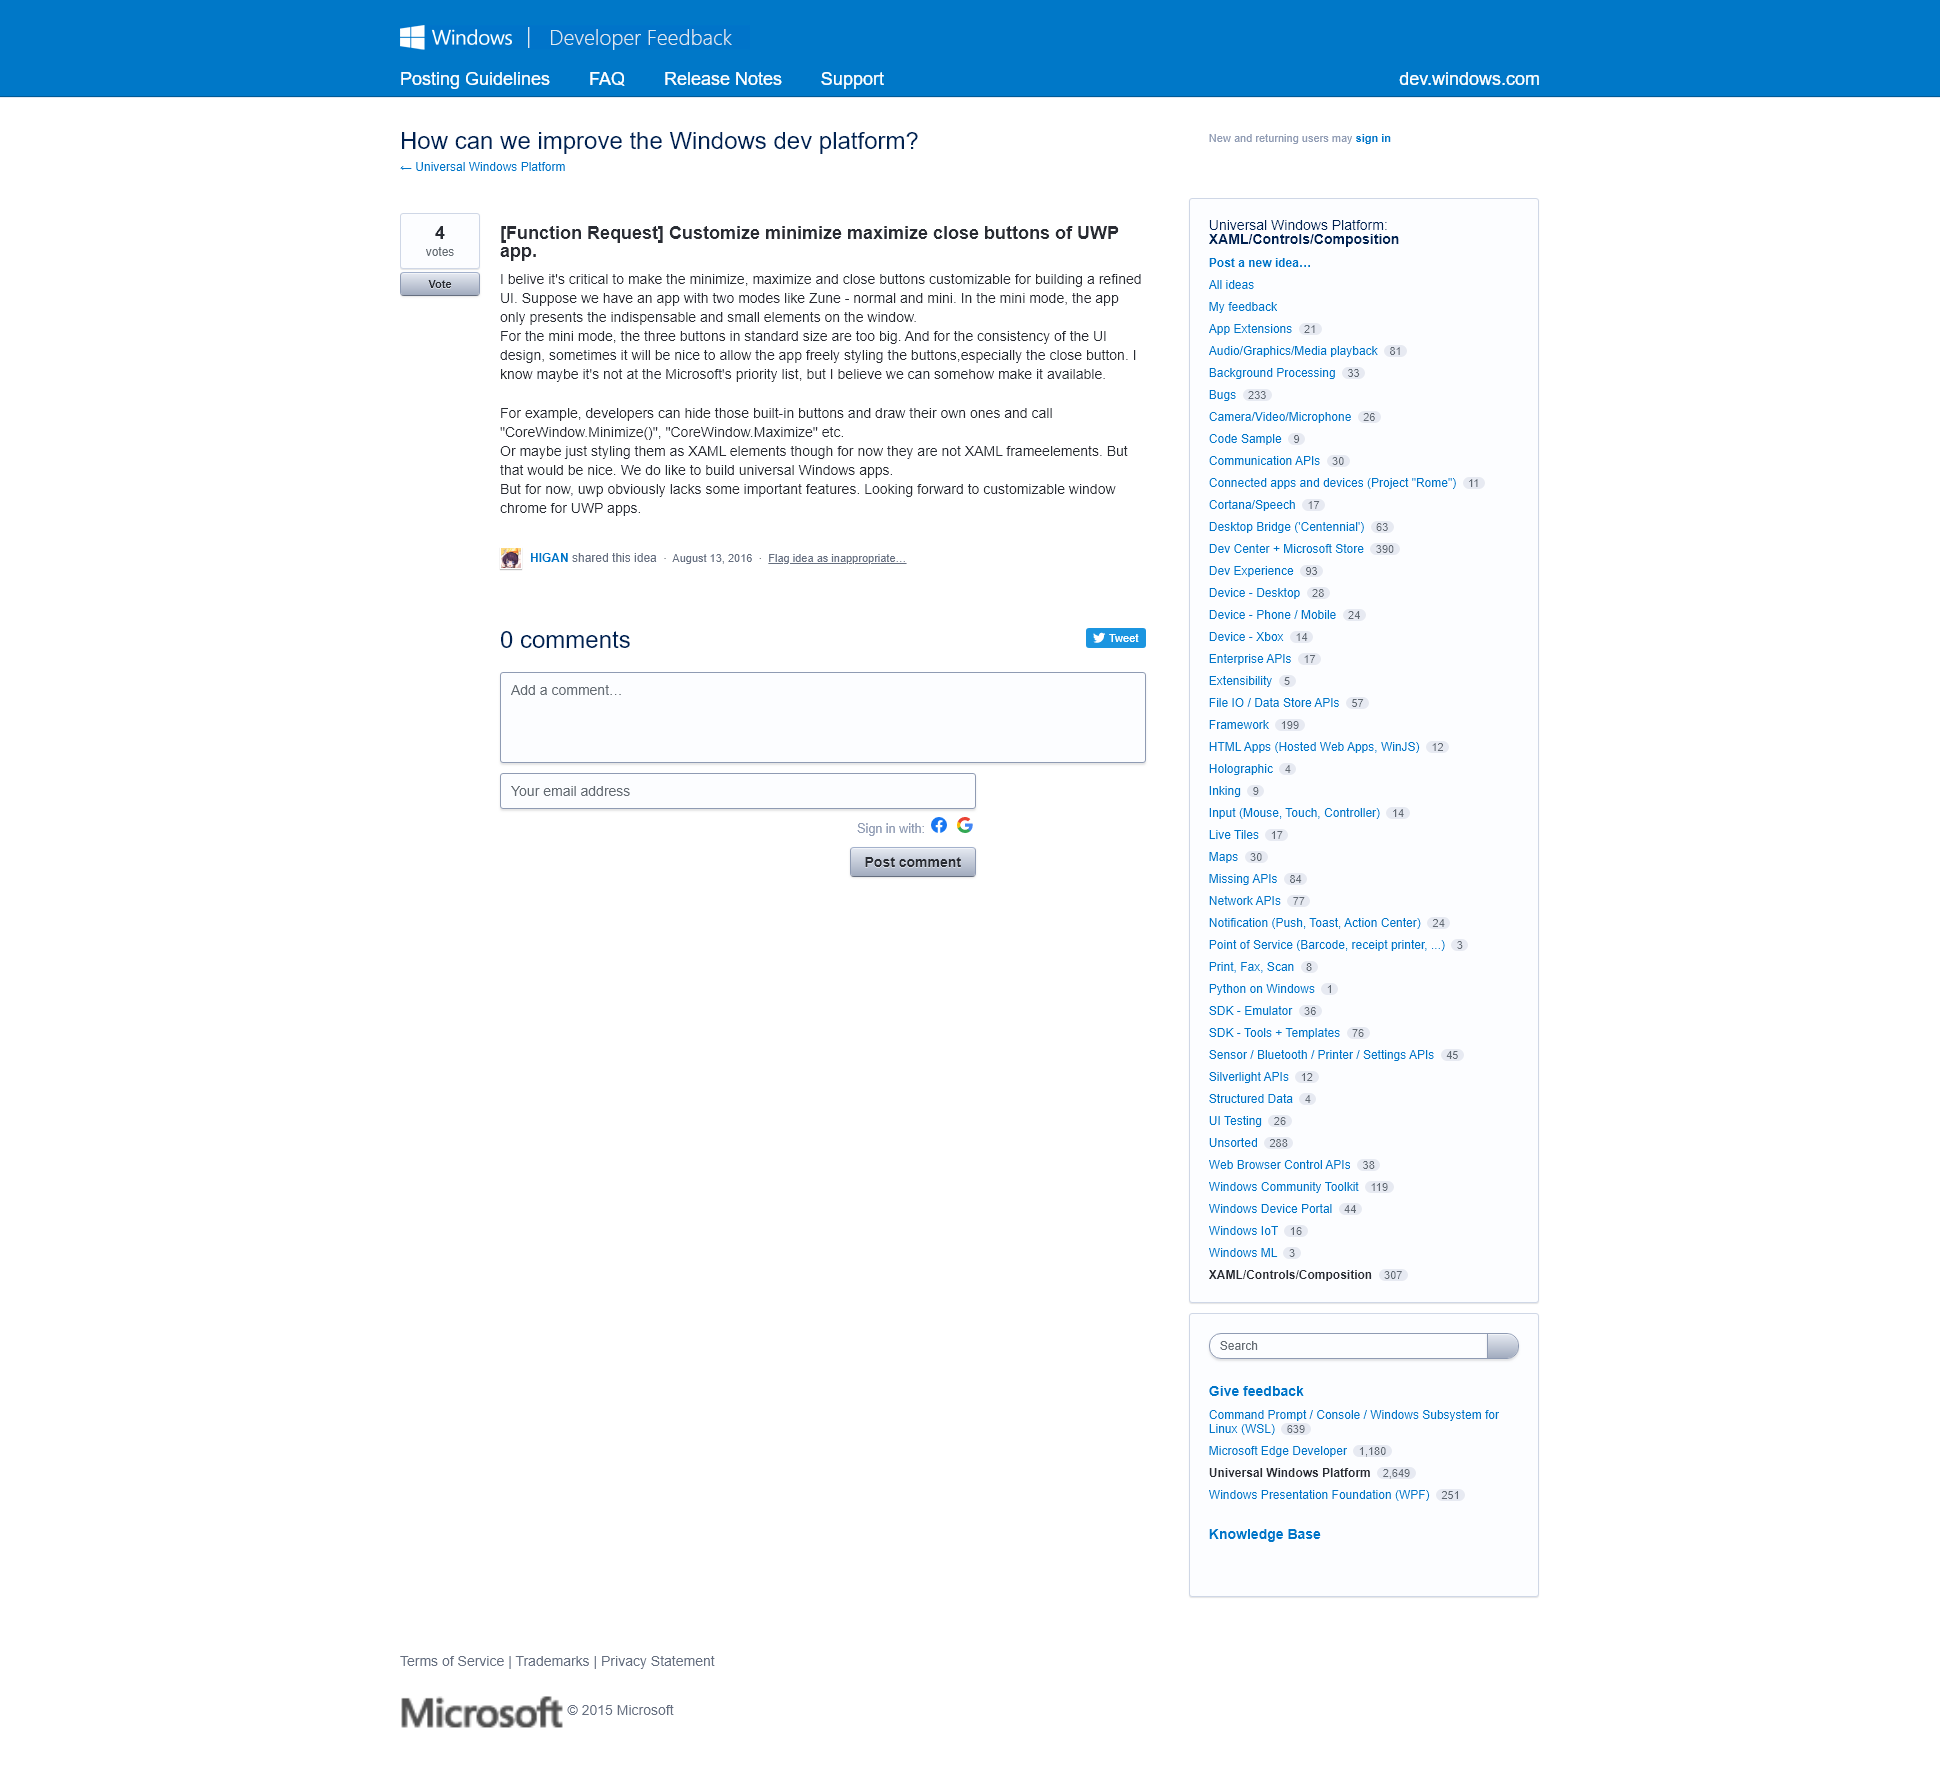 Windows | Developer Feedback
Posting Guidelines FAQ Release Notes Support dev.windows.com
How can we improve the Windows dev platform?
← Universal Windows Platform
New and returning users may sign in
4
votes
Vote
[Function Request] Customize minimize maximize close buttons of UWP
app.
I belive it's critical to make the minimize, maximize and close buttons customizable for building a refined
UI. Suppose we have an app with two modes like Zune - normal and mini. In the mini mode, the app
only presents the indispensable and small elements on the window.
For the mini mode, the three buttons in standard size are too big. And for the consistency of the UI
design, sometimes it will be nice to allow the app freely styling the buttons,especially the close button. I
know maybe it's not at the Microsoft's priority list, but I believe we can somehow make it available.
For example, developers can hide those built-in buttons and draw their own ones and call
"CoreWindow.Minimize()", "CoreWindow.Maximize" etc.
Or maybe just styling them as XAML elements though for now they are not XAML frameelements. But
that would be nice. We do like to build universal Windows apps.
But for now, uwp obviously lacks some important features. Looking forward to customizable window
chrome for UWP apps.
HIGAN shared this idea · August 13, 2016 · Flag idea as inappropriate…
0 comments
Tweet
Add a comment…
Your email address
Sign in with:
Post comment
Universal Windows Platform:
XAML/Controls/Composition
Post a new idea…
All ideas
My feedback
App Extensions 21
Audio/Graphics/Media playback 81
Background Processing 33
Bugs 233
Camera/Video/Microphone 26
Code Sample 9
Communication APIs 30
Connected apps and devices (Project "Rome") 11
Cortana/Speech 17
Desktop Bridge ('Centennial') 63
Dev Center + Microsoft Store 390
Dev Experience 93
Device - Desktop 28
Device - Phone / Mobile 24
Device - Xbox 14
Enterprise APIs 17
Extensibility 5
File IO / Data Store APIs 57
Framework 199
HTML Apps (Hosted Web Apps, WinJS) 12
Holographic 4
Inking 9
Input (Mouse, Touch, Controller) 14
Live Tiles 17
Maps 30
Missing APIs 84
Network APIs 77
Notification (Push, Toast, Action Center) 24
Point of Service (Barcode, receipt printer, ...) 3
Print, Fax, Scan 8
Python on Windows 1
SDK - Emulator 36
SDK - Tools + Templates 76
Sensor / Bluetooth / Printer / Settings APIs 45
Silverlight APIs 12
Structured Data 4
UI Testing 26
Unsorted 288
Web Browser Control APIs 38
Windows Community Toolkit 119
Windows Device Portal 44
Windows IoT 16
Windows ML 3
XAML/Controls/Composition 307
Search
Give feedback
Command Prompt / Console / Windows Subsystem for
Linux (WSL) 639
Microsoft Edge Developer 1,180
Universal Windows Platform 2,649
Windows Presentation Foundation (WPF) 251
Knowledge Base
Terms of Service | Trademarks | Privacy Statement
Microsoft © 2015 Microsoft